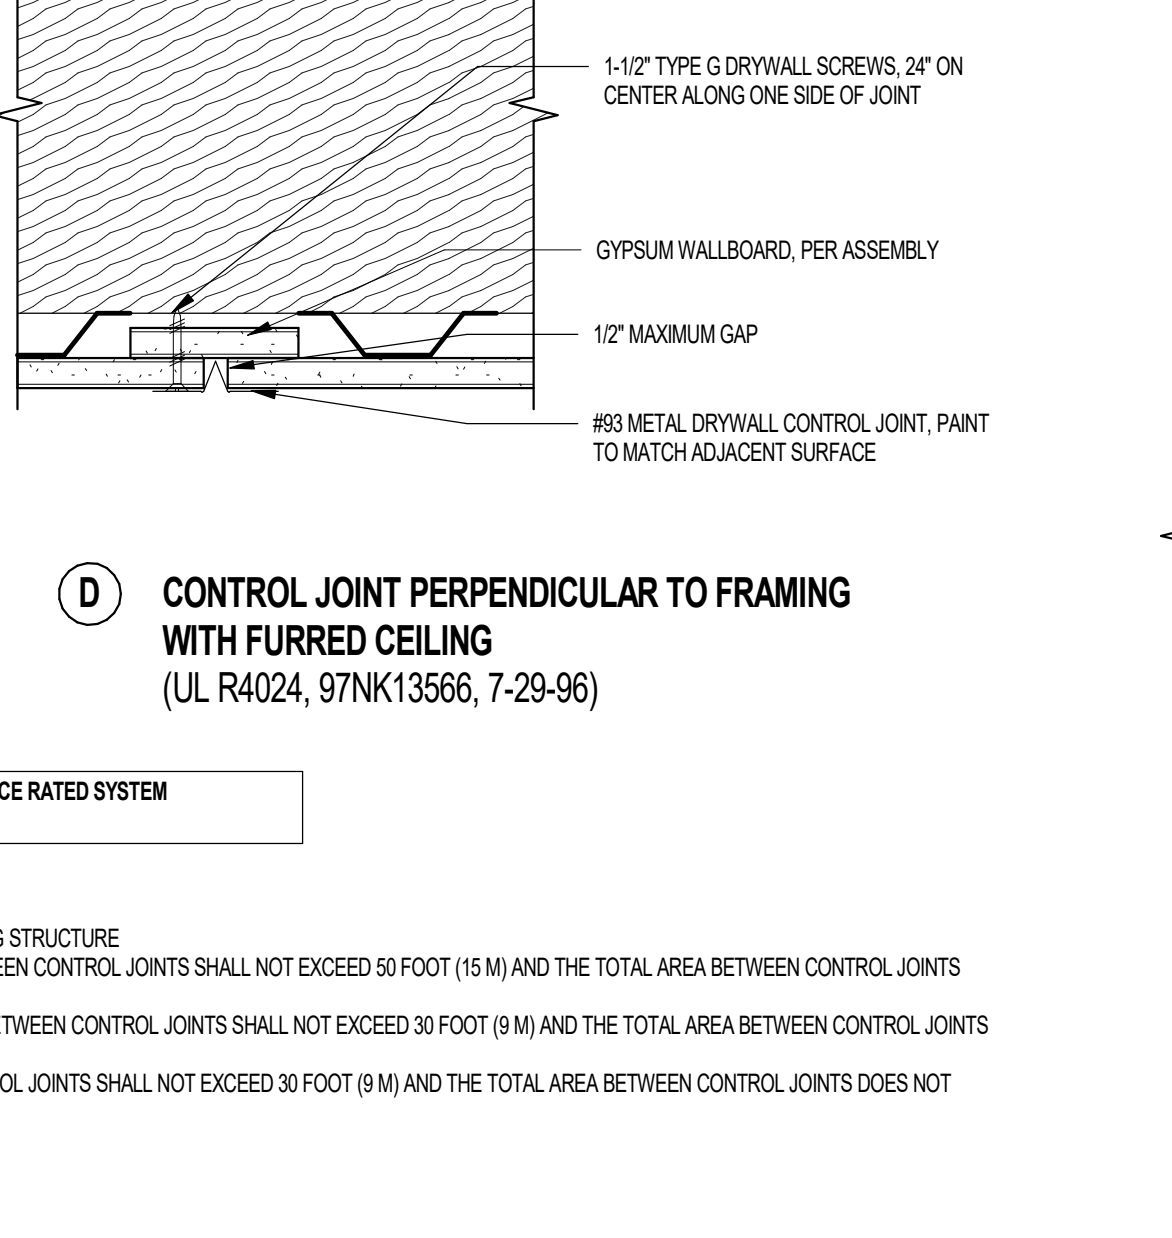 1-1/2" TYPE G DRYWALL SCREWS, 24" ON
CENTER ALONG ONE SIDE OF JOINT
GYPSUM WALLBOARD, PER ASSEMBLY
1/2" MAXIMUM GAP
#93 METAL DRYWALL CONTROL JOINT, PAINT
TO MATCH ADJACENT SURFACE
D
CONTROL JOINT PERPENDICULAR TO FRAMING
WITH FURRED CEILING
(UL R4024, 97NK13566, 7-29-96)
CE RATED SYSTEM
STRUCTURE
EEN CONTROL JOINTS SHALL NOT EXCEED 50 FOOT (15 M) AND THE TOTAL AREA BETWEEN CONTROL JOINTS
ETWEEN CONTROL JOINTS SHALL NOT EXCEED 30 FOOT (9 M) AND THE TOTAL AREA BETWEEN CONTROL JOINTS
OL JOINTS SHALL NOT EXCEED 30 FOOT (9 M) AND THE TOTAL AREA BETWEEN CONTROL JOINTS DOES NOT